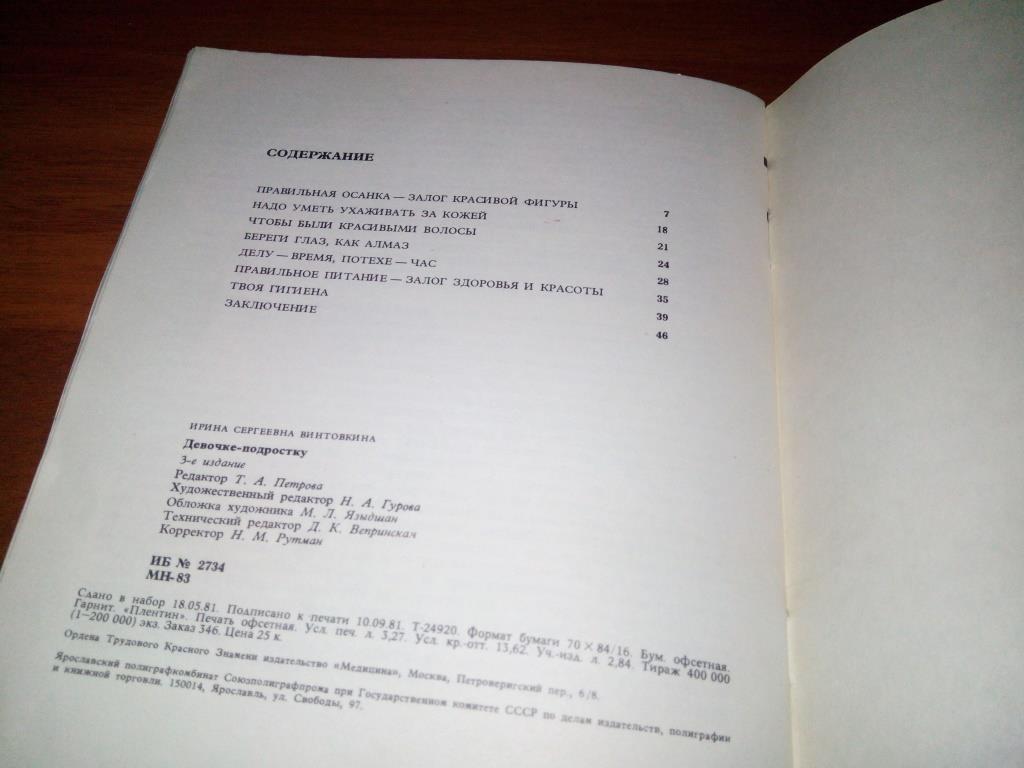 СОДЕРЖАНИЕ
ПРАВИЛЬНАЯ ОСАНКА — ЗАЛОГ КРАСИВОЙ ФИГУРЫ 7
НАДО УМЕТЬ УХАЖИВАТЬ ЗА КОЖЕЙ 18
ЧТОБЫ БЫЛИ КРАСИВЫМИ ВОЛОСЫ 21
БЕРЕГИ ГЛАЗ, КАК АЛМАЗ 24
ДЕЛУ — ВРЕМЯ, ПОТЕХЕ — ЧАС 28
ПРАВИЛЬНОЕ ПИТАНИЕ — ЗАЛОГ ЗДОРОВЬЯ И КРАСОТЫ 35
ТВОЯ ГИГИЕНА 39
ЗАКЛЮЧЕНИЕ 46
ИРИНА СЕРГЕЕВНА ВИНТОВКИНА
Девочке-подростку
3-е издание
Редактор Т. А. Петрова
Художественный редактор Н. А. Гурова
Обложка художника М. Л. Языджан
Технический редактор Д. К. Вепринская
Корректор Н. М. Рутман
ИБ № 2734
МН-83
Сдано в набор 18.05.81. Подписано к печати 10.09.81. Т-24920. Формат бумаги 70 × 84/16. Бум. офсетная.
Гарнит. «Плентин». Печать офсетная. Усл. печ. л. 3,27. Усл. кр.-отт. 13,62. Уч.-изд. л. 2,84. Тираж 400 000
(1—200 000) экз. Заказ 346. Цена 25 к.
Ордена Трудового Красного Знамени издательство «Медицина», Москва, Петроверигский пер., 6/8.
Ярославский полиграфкомбинат Союзполиграфпрома при Государственном комитете СССР по делам издательств, полиграфии
и книжной торговли. 150014, Ярославль, ул. Свободы, 97.